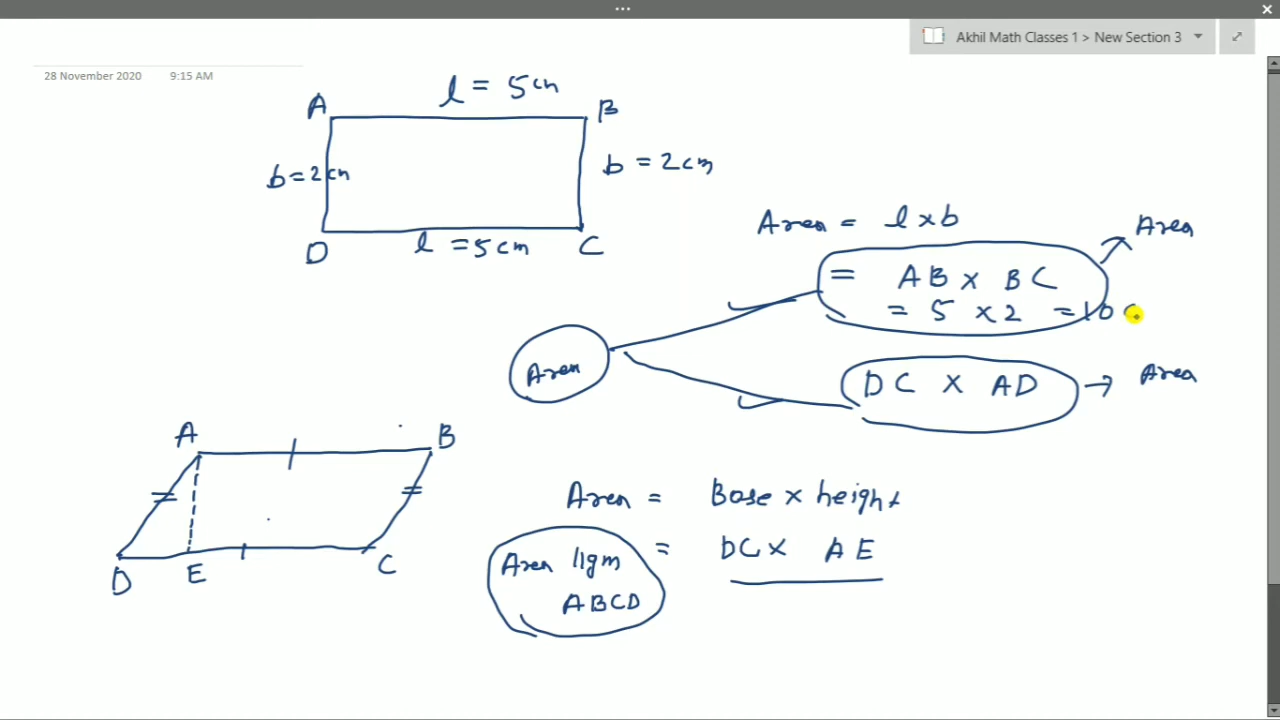 Akhil Math Classes 1 > New Section 3
28 November 2020 9:15 AM
l = 5cm
A B
b = 2cm b = 2cm
D l = 5cm C
Area = l x b
Area
= AB x BC
= 5 x 2 = 10
Area
DC X AD → Area
A B
Area = Base x height
Area llgm = DC x AE
ABCD
D E C